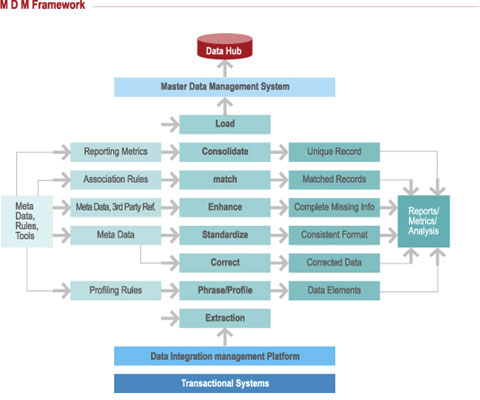 M D M Framework
Data Hub
Master Data Management System
Load
Reporting Metrics
Consolidate
Unique Record
Association Rules
match
Matched Records
Meta
Data,
Rules,
Tools
Meta Data, 3rd Party Ref.
Enhance
Complete Missing Info
Reports/
Metrics/
Analysis
Meta Data
Standardize
Consistent Format
Correct
Corrected Data
Profiling Rules
Phrase/Profile
Data Elements
Extraction
Data Integration management Platform
Transactional Systems